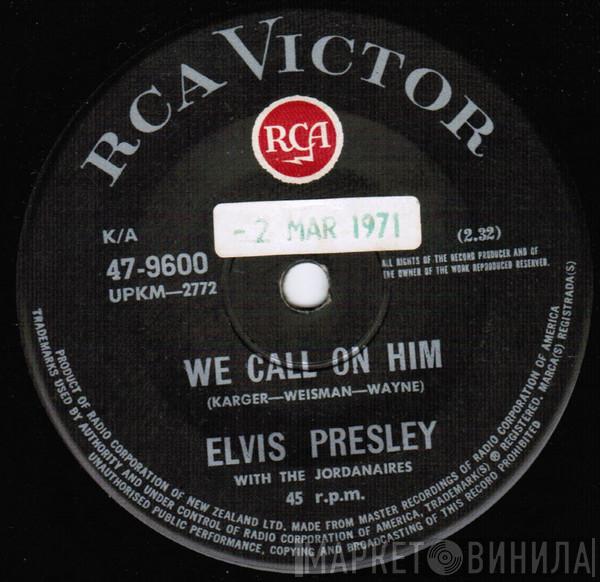 RCA VICTOR
RCA
- 2 MAR 1971
K/A
47-9600
UPKM—2772
(2.32)
ALL RIGHTS OF THE RECORD PRODUCER AND OF
THE OWNER OF THE WORK REPRODUCED RESERVED.
WE CALL ON HIM
(KARGER—WEISMAN—WAYNE)
ELVIS PRESLEY
WITH THE JORDANAIRES
45 r.p.m.
PRODUCT OF RADIO CORPORATION OF NEW ZEALAND LTD. MADE FROM MASTER RECORDINGS OF RADIO CORPORATION OF AMERICA
TRADEMARKS USED BY AUTHORITY AND UNDER CONTROL OF RADIO CORPORATION OF AMERICA, TRADEMARK(S) ® REGISTERED, MARCA(S) REGISTRADA(S)
UNAUTHORISED PUBLIC PERFORMANCE, COPYING AND BROADCASTING OF THIS RECORD PROHIBITED
МАРКЕТ ВИНИЛА